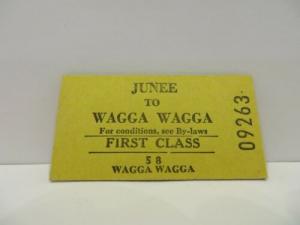 JUNEE
TO
WAGGA WAGGA
For conditions, see By-laws
FIRST CLASS
58
WAGGA WAGGA
09263